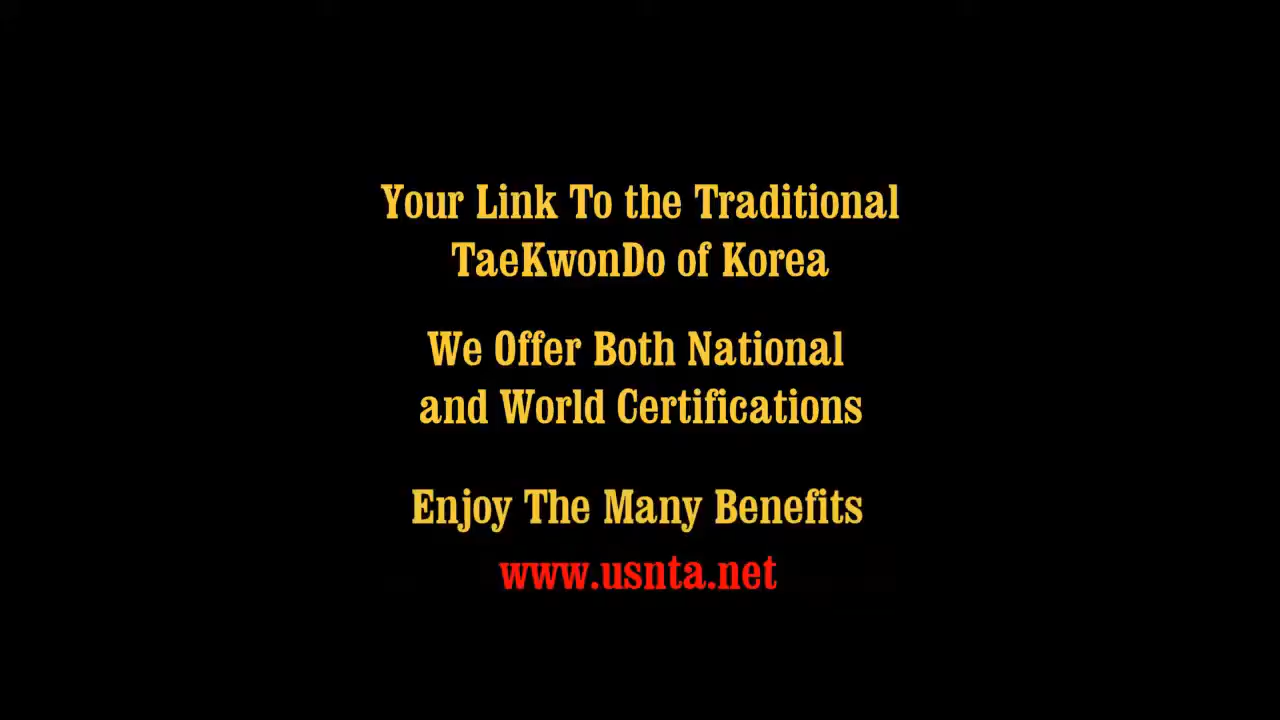 Your Link To the Traditional
TaeKwonDo of Korea
We Offer Both National
and World Certifications
Enjoy The Many Benefits
www.usnta.net